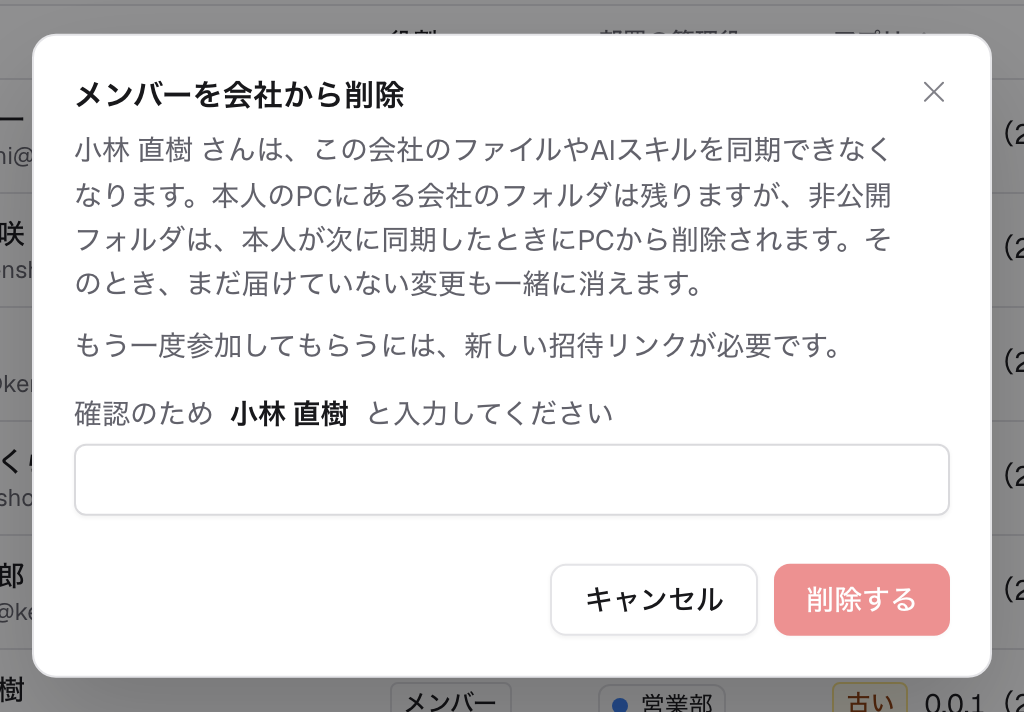 メンバーを会社から削除
小林 直樹 さんは、この会社のファイルやAIスキルを同期できなく
なります。本人のPCにある会社のフォルダは残りますが、非公開
フォルダは、本人が次に同期したときにPCから削除されます。そ
のとき、まだ届けていない変更も一緒に消えます。
もう一度参加してもらうには、新しい招待リンクが必要です。
確認のため 小林 直樹 と入力してください
キャンセル 削除する
メンバー 営業部 古い 0.0.1